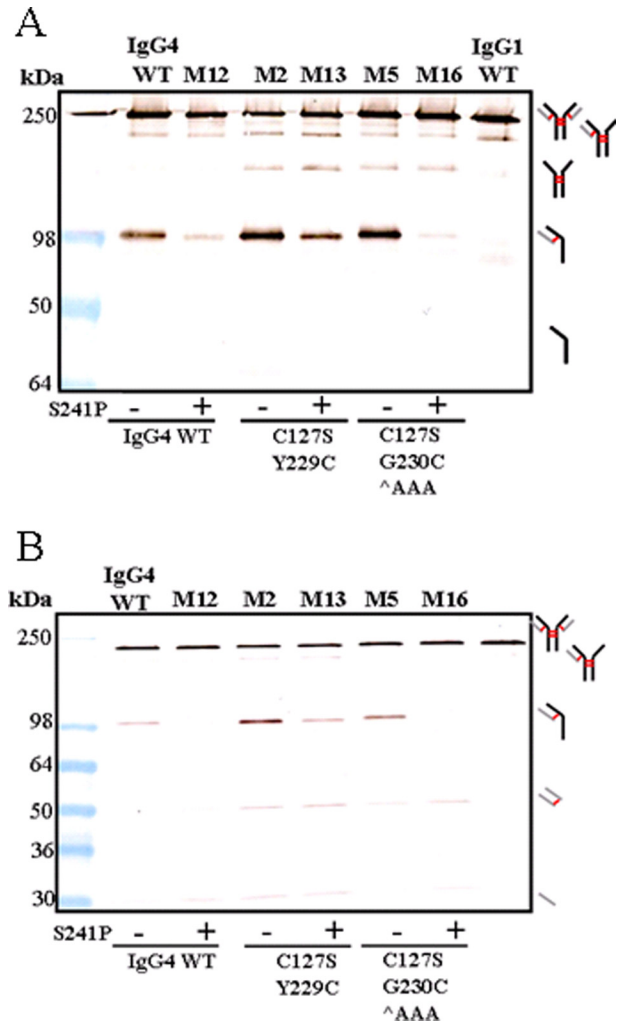 A
IgG4 IgG1
kDa WT M12 M2 M13 M5 M16 WT
250
98
50
64
S241P - + - + - +
IgG4 WT C127S C127S
Y229C G230C
^AAA
B
IgG4
kDa WT M12 M2 M13 M5 M16
250
98
64
50
36
30
S241P - + - + - +
IgG4 WT C127S C127S
Y229C G230C
^AAA